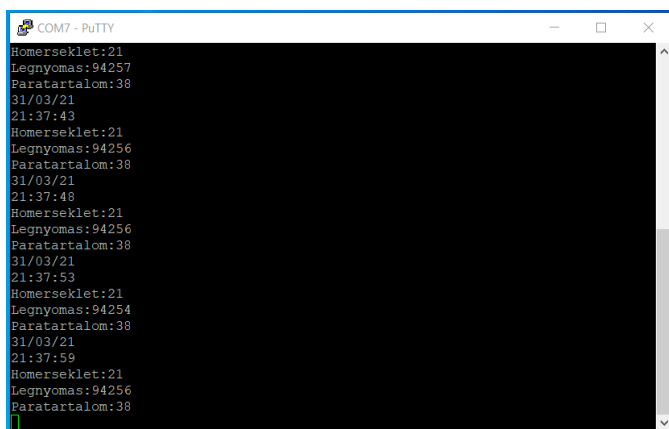 COM7 - PuTTY
Homerseklet:21
Legnyomas:94257
Paratartalom:38
31/03/21
21:37:43
Homerseklet:21
Legnyomas:94256
Paratartalom:38
31/03/21
21:37:48
Homerseklet:21
Legnyomas:94256
Paratartalom:38
31/03/21
21:37:53
Homerseklet:21
Legnyomas:94254
Paratartalom:38
31/03/21
21:37:59
Homerseklet:21
Legnyomas:94256
Paratartalom:38